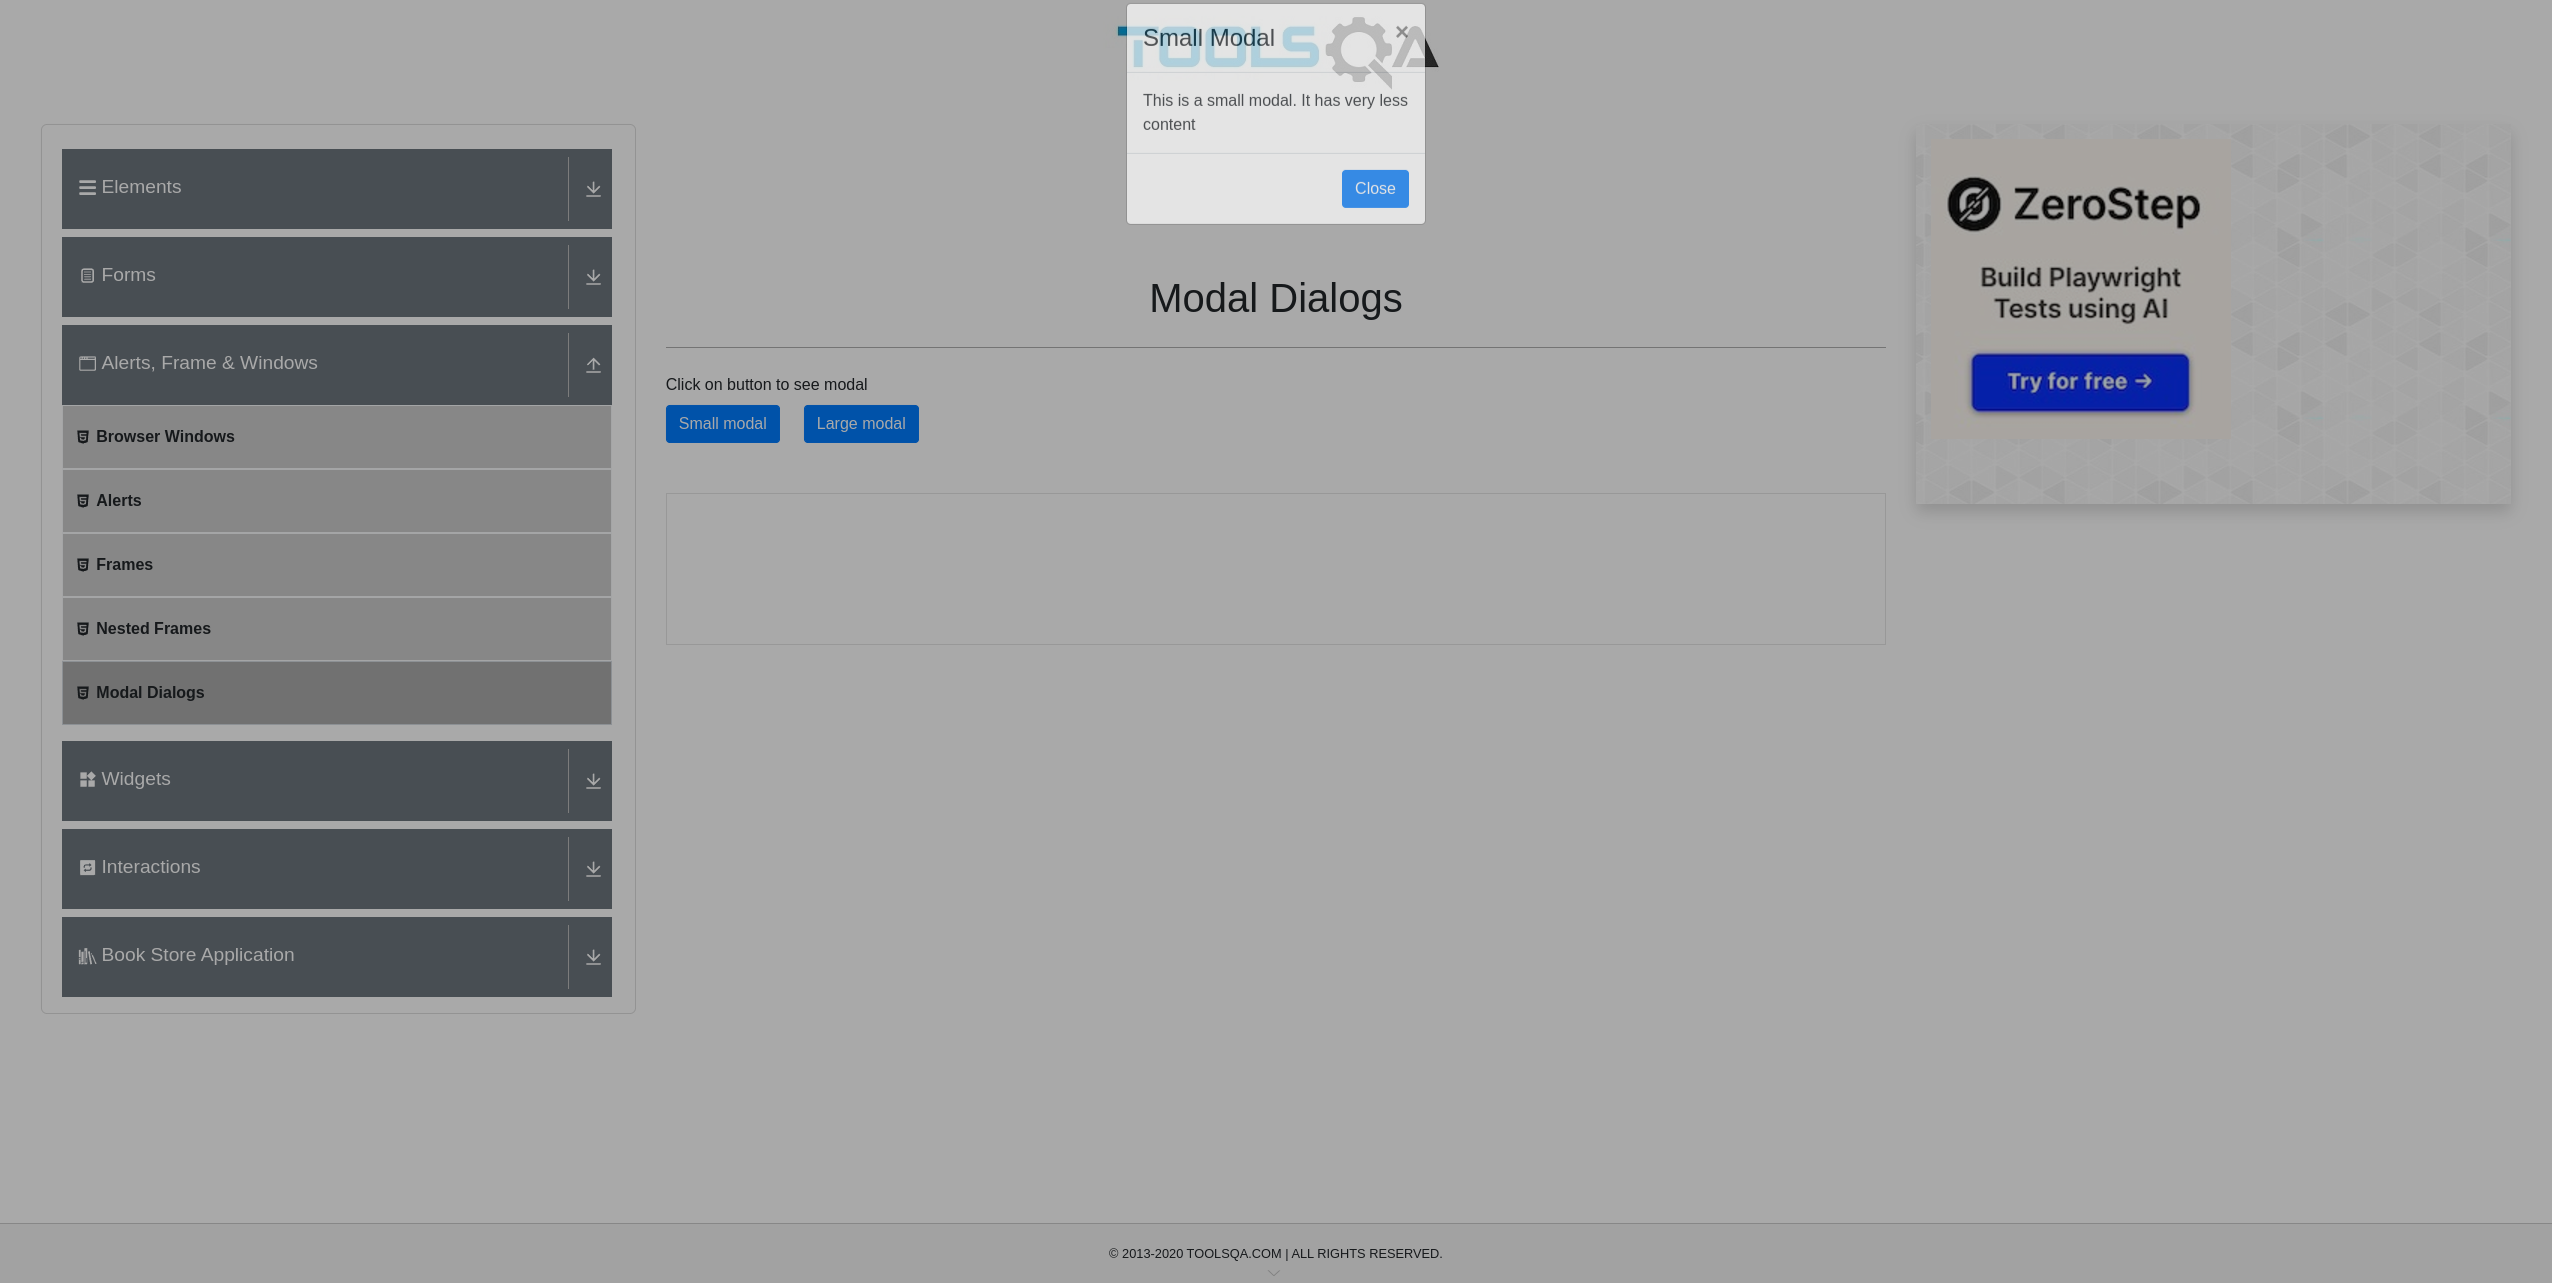 TOOLSQA
Small Modal
×
This is a small modal. It has very less
content
Close
Elements
Forms
Alerts, Frame & Windows
Browser Windows
Alerts
Frames
Nested Frames
Modal Dialogs
Widgets
Interactions
Book Store Application
Modal Dialogs
Click on button to see modal
Small modal
Large modal
ZeroStep
Build Playwright
Tests using AI
Try for free →
© 2013-2020 TOOLSQA.COM | ALL RIGHTS RESERVED.